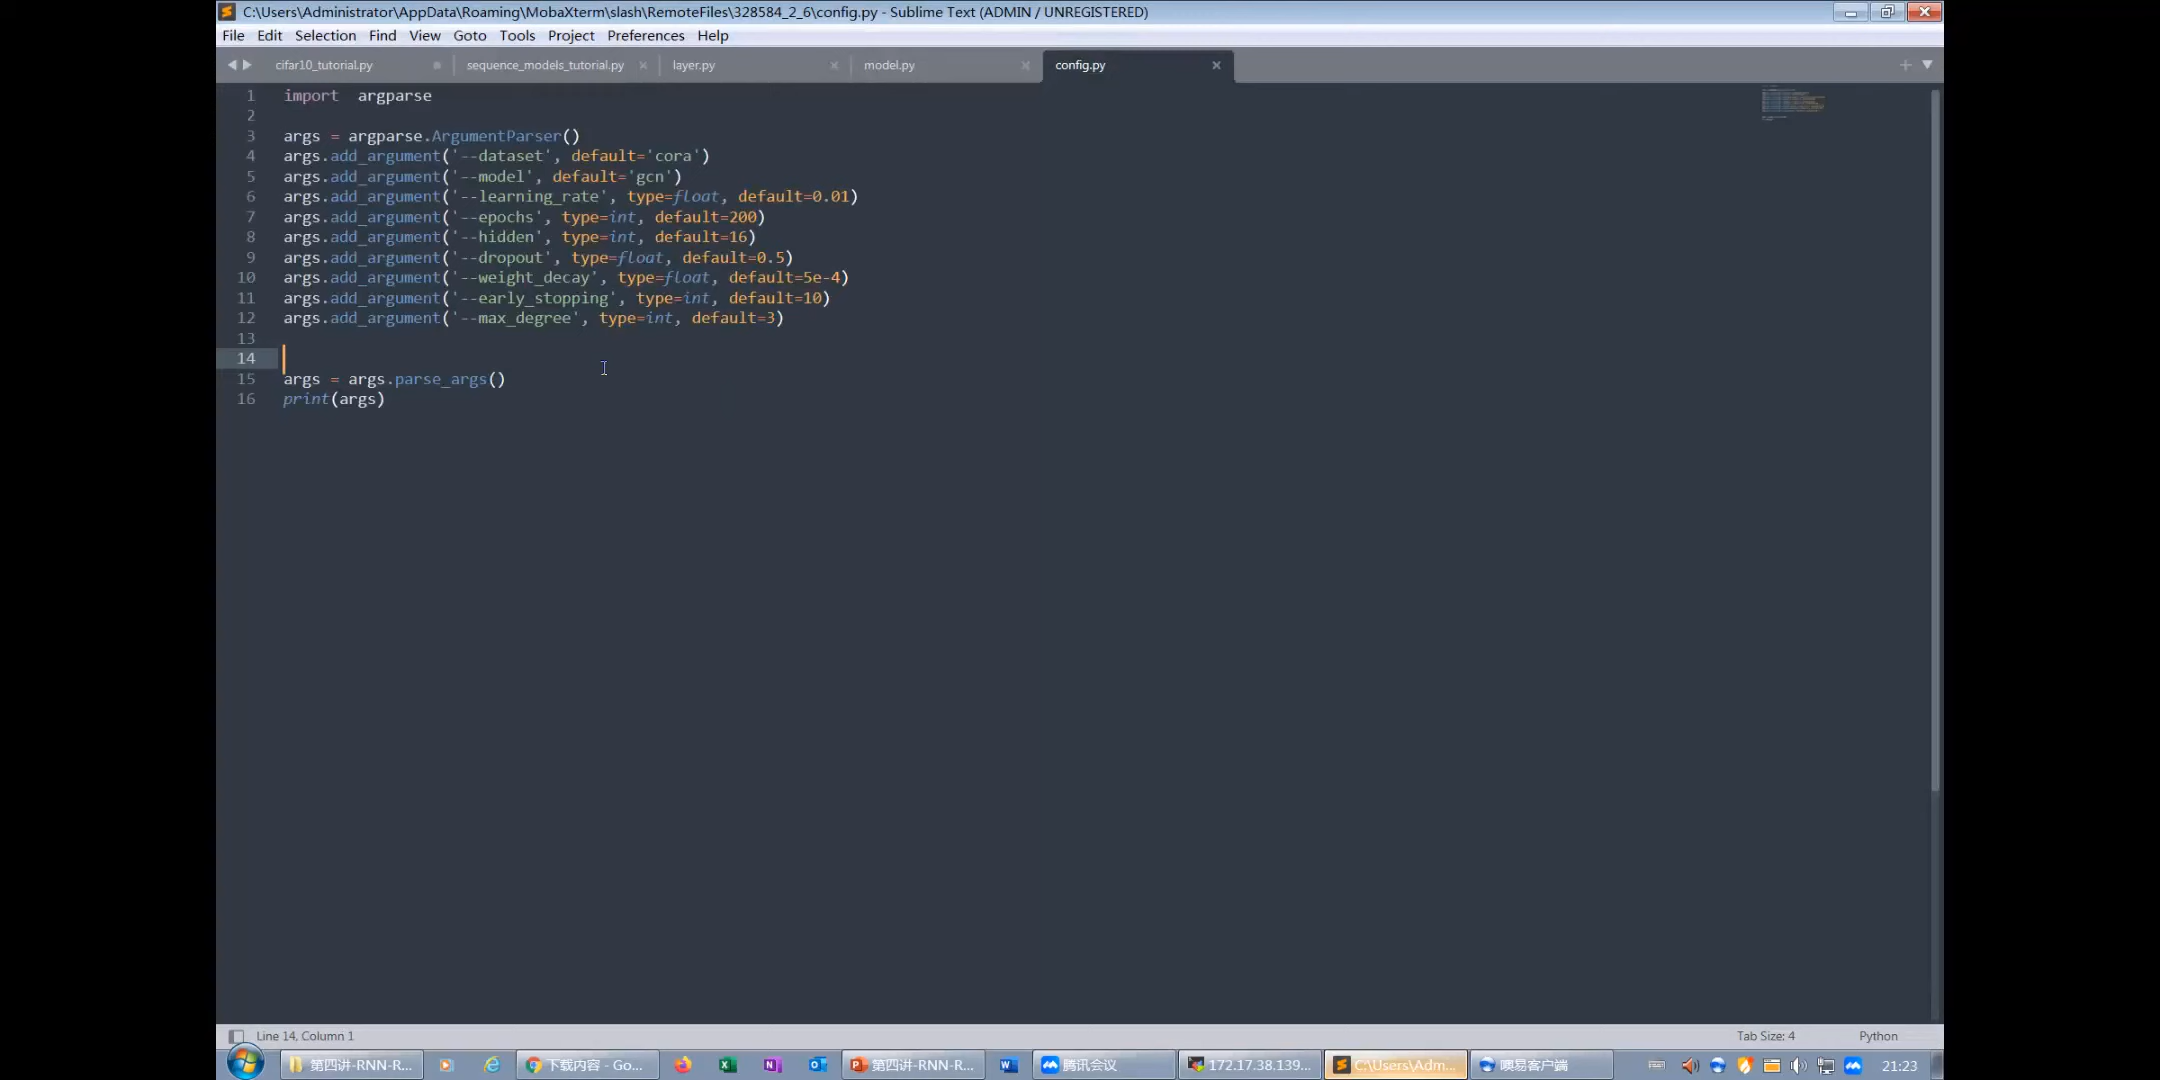 C:\Users\Administrator\AppData\Roaming\MobaXterm\slash\RemoteFiles\328584_2_6\config.py - Sublime Text (ADMIN / UNREGISTERED)
File Edit Selection Find View Goto Tools Project Preferences Help
cifar10_tutorial.py sequence_models_tutorial.py layer.py model.py config.py
1 import  argparse
2
3 args = argparse.ArgumentParser()
4 args.add_argument('--dataset', default='cora')
5 args.add_argument('--model', default='gcn')
6 args.add_argument('--learning_rate', type=float, default=0.01)
7 args.add_argument('--epochs', type=int, default=200)
8 args.add_argument('--hidden', type=int, default=16)
9 args.add_argument('--dropout', type=float, default=0.5)
10 args.add_argument('--weight_decay', type=float, default=5e-4)
11 args.add_argument('--early_stopping', type=int, default=10)
12 args.add_argument('--max_degree', type=int, default=3)
13
14
15 args = args.parse_args()
16 print(args)
Line 14, Column 1 Tab Size: 4 Python
第四讲-RNN-R... 下载内容 - Go... 第四讲-RNN-R... 腾讯会议 172.17.38.139... C:\Users\Adm... 噢易客户端 21:23